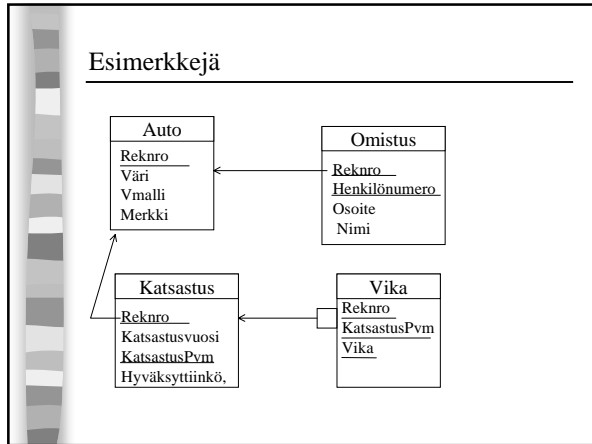 Esimerkkejä
Auto
Reknro
Väri
Vmalli
Merkki
Omistus
Reknro
Henkilönumero
Osoite
Nimi
Katsastus
Reknro
Katsastusvuosi
KatsastusPvm
Hyväksyttiinkö,
Vika
Reknro
KatsastusPvm
Vika